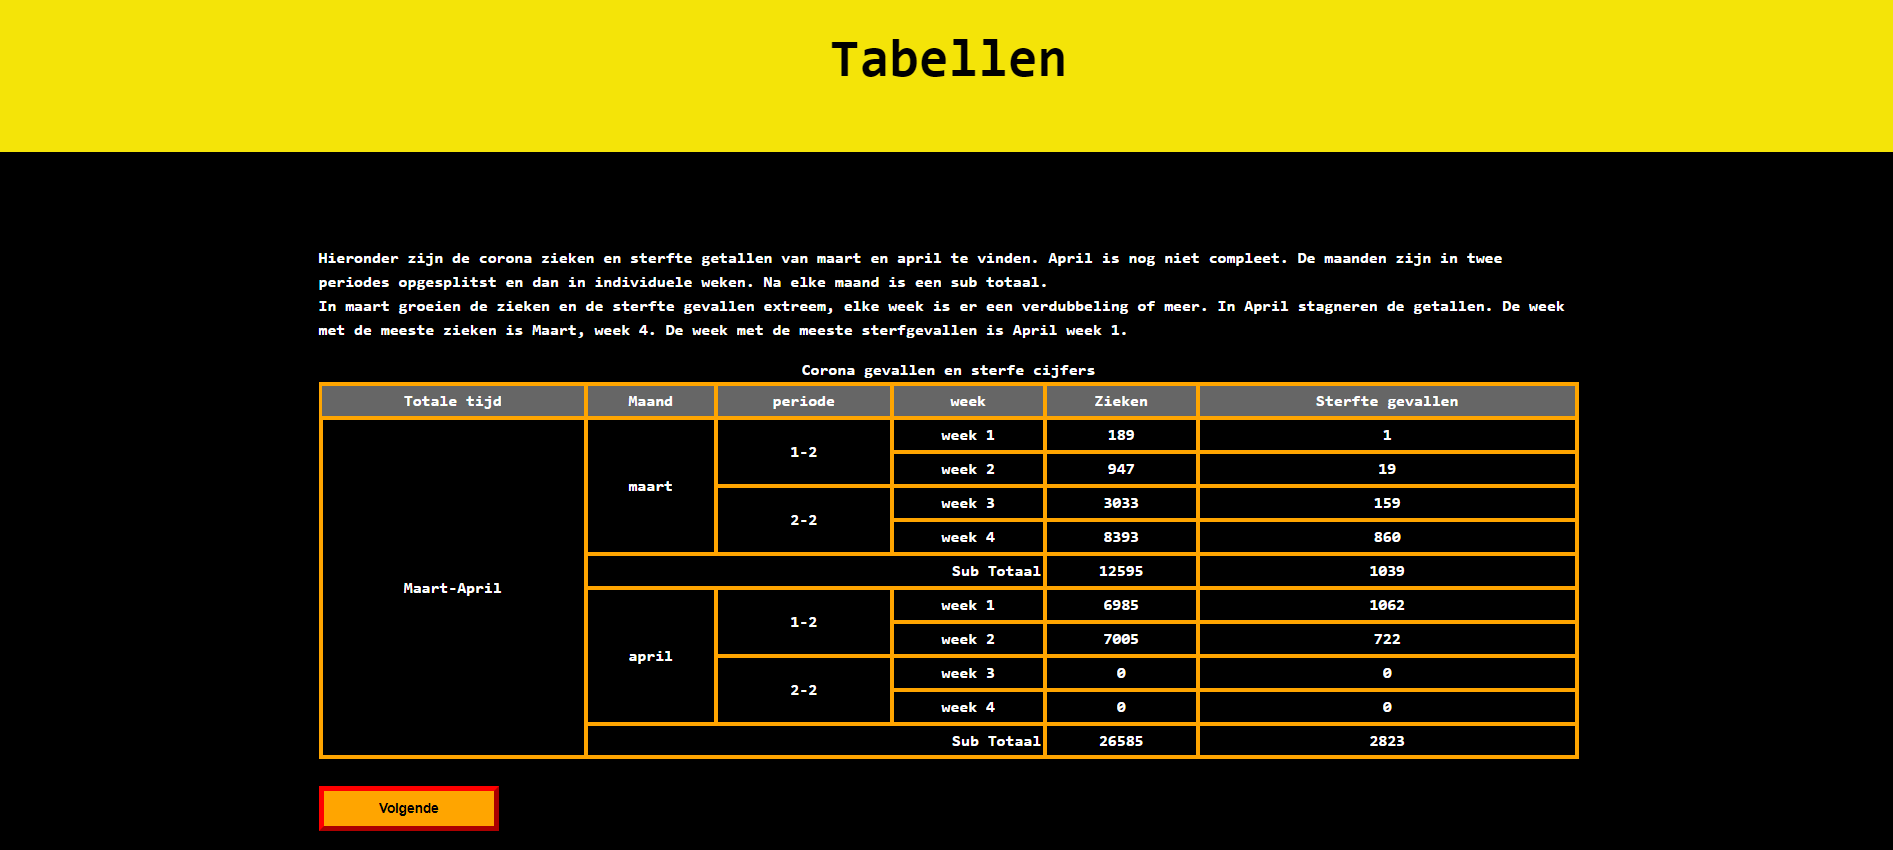 Tabellen
Hieronder zijn de corona zieken en sterfte getallen van maart en april te vinden. April is nog niet compleet. De maanden zijn in twee
periodes opgesplitst en dan in individuele weken. Na elke maand is een sub totaal.
In maart groeien de zieken en de sterfte gevallen extreem, elke week is er een verdubbeling of meer. In April stagneren de getallen. De week
met de meeste zieken is Maart, week 4. De week met de meeste sterfgevallen is April week 1.
Corona gevallen en sterfe cijfers
Totale tijd Maand periode week Zieken Sterfte gevallen
Maart-April maart 1-2 week 1 189 1
week 2 947 19
2-2 week 3 3033 159
week 4 8393 860
Sub Totaal 12595 1039
april 1-2 week 1 6985 1062
week 2 7005 722
2-2 week 3 0 0
week 4 0 0
Sub Totaal 26585 2823
Volgende